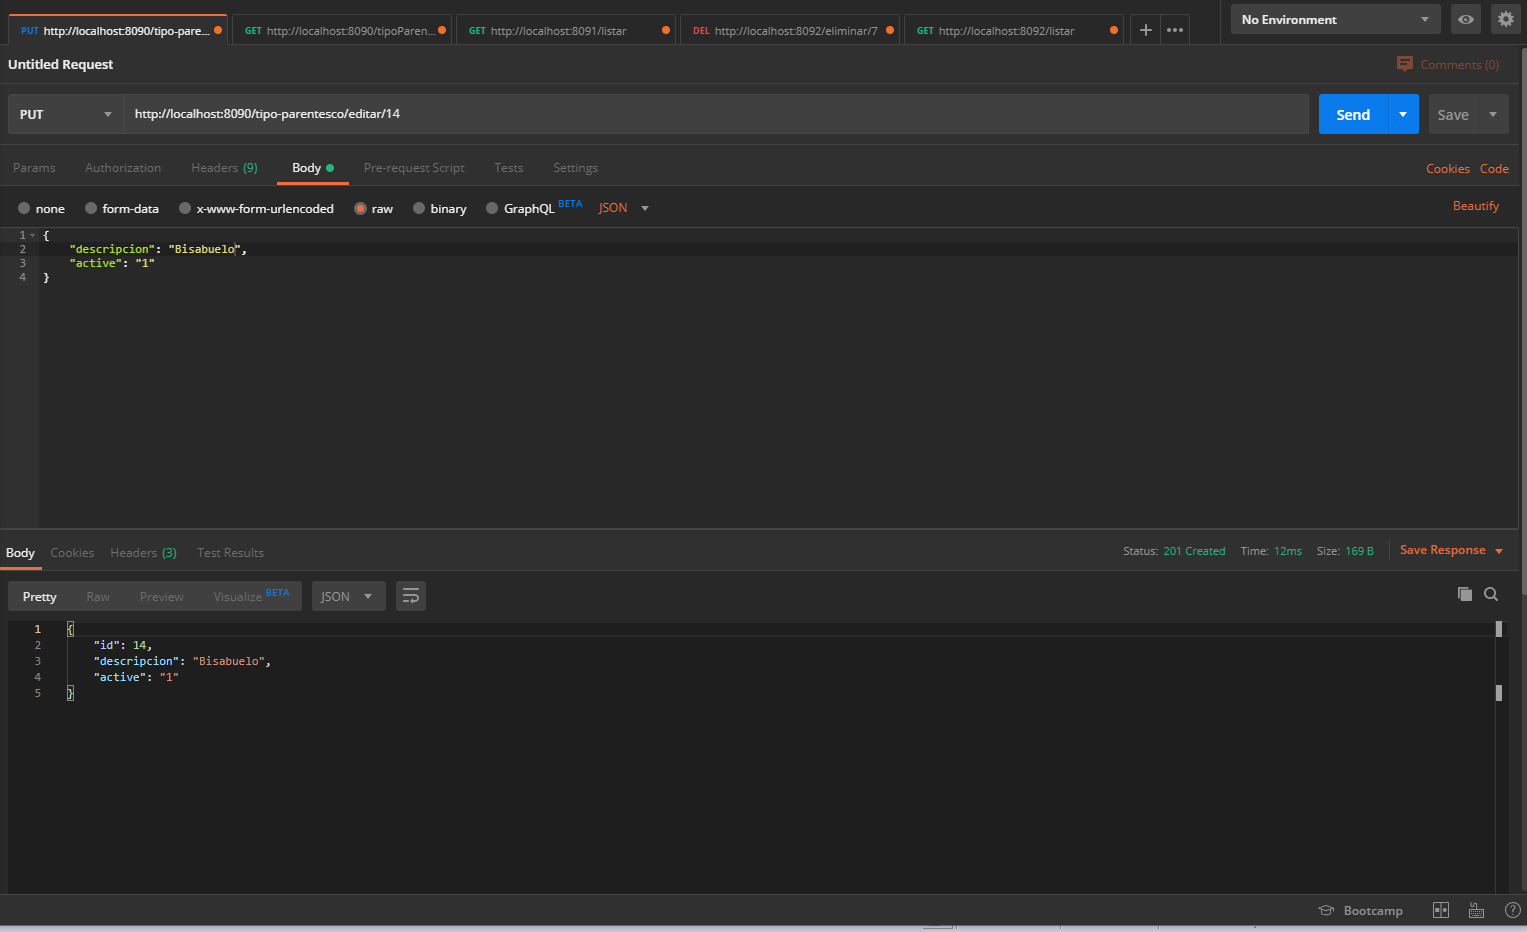 PUT http://localhost:8090/tipo-pare... GET http://localhost:8090/tipoParen... GET http://localhost:8091/listar DEL http://localhost:8092/eliminar/7 GET http://localhost:8092/listar No Environment
Untitled Request Comments (0)
PUT http://localhost:8090/tipo-parentesco/editar/14 Send Save
Params Authorization Headers (9) Body Pre-request Script Tests Settings Cookies Code
none form-data x-www-form-urlencoded raw binary GraphQL BETA JSON Beautify
1 {
2 "descripcion": "Bisabuelo",
3 "active": "1"
4 }
Body Cookies Headers (3) Test Results Status: 201 Created Time: 12ms Size: 169 B Save Response
Pretty Raw Preview Visualize BETA JSON
1 {
2 "id": 14,
3 "descripcion": "Bisabuelo",
4 "active": "1"
5 }
Bootcamp